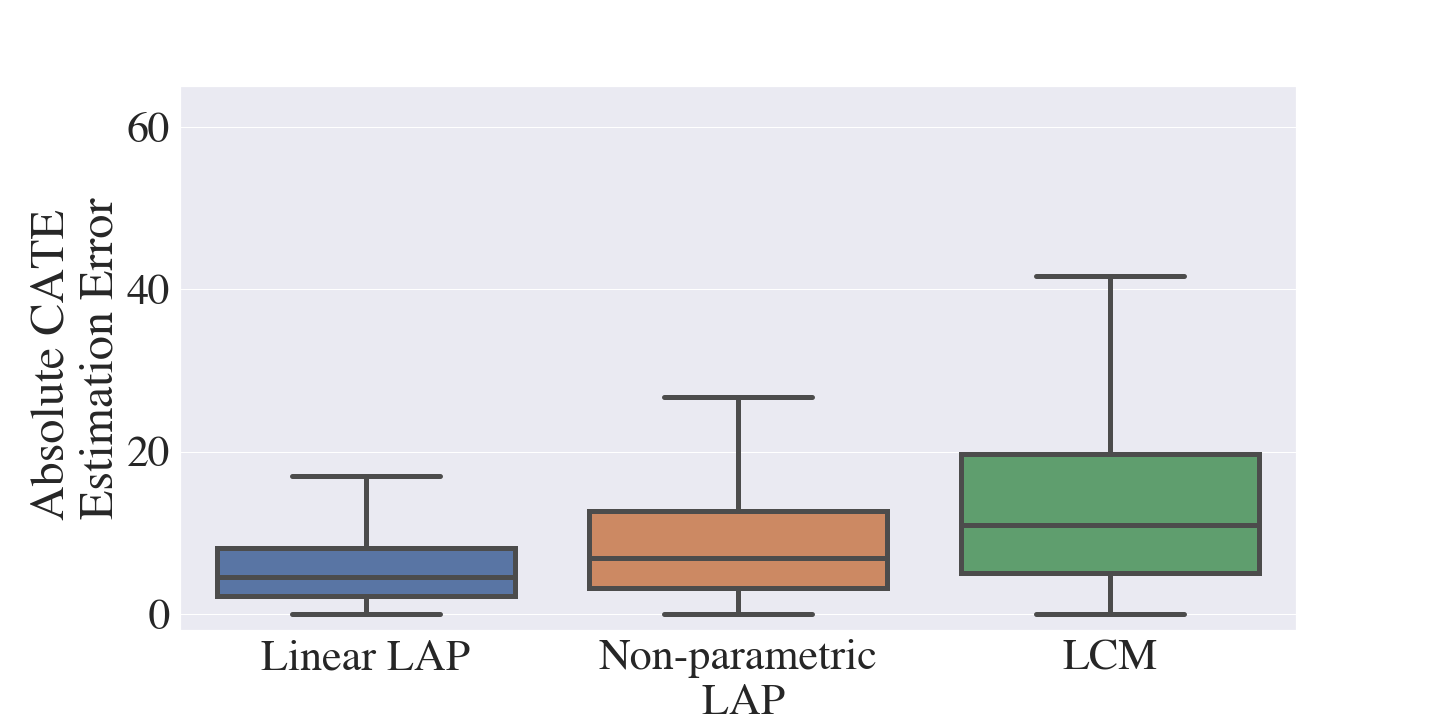 Absolute CATE
Estimation Error
60
40
20
0
Linear LAP
Non-parametric
LAP
LCM